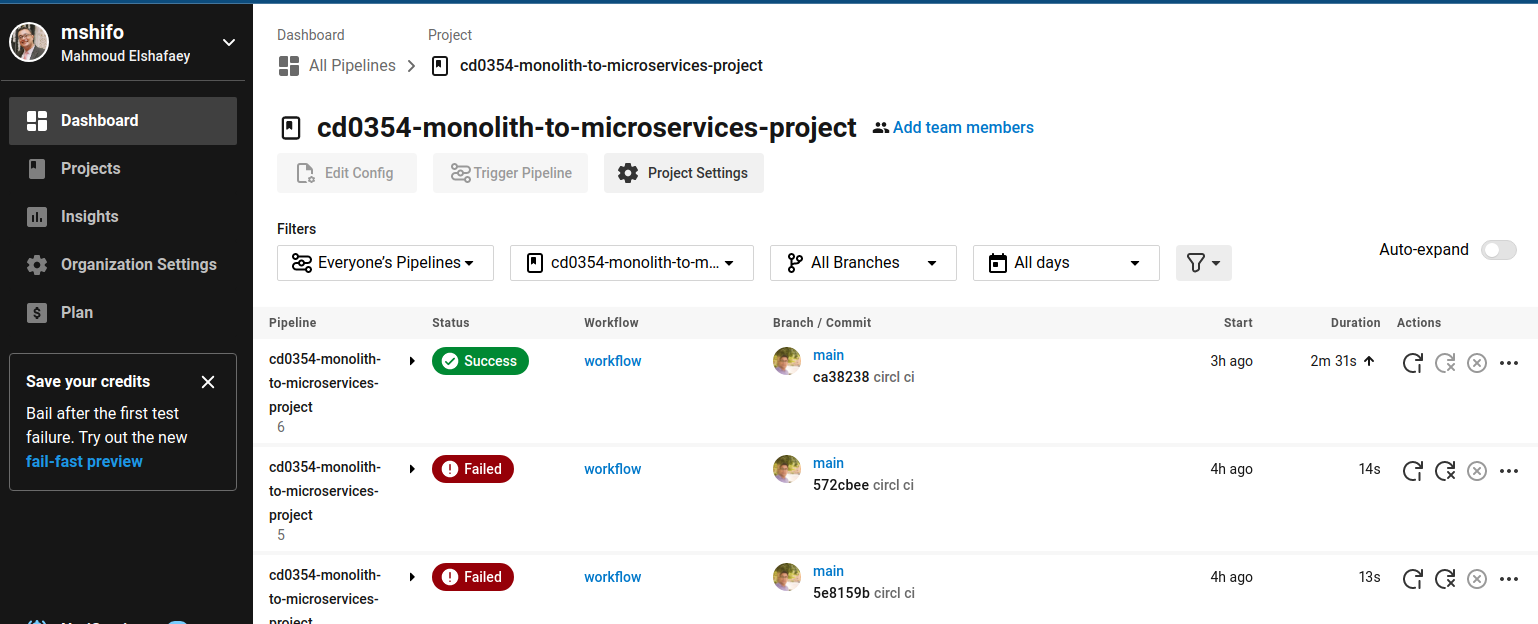 mshifo
Mahmoud Elshafaey
Dashboard
Projects
Insights
Organization Settings
Plan
Save your credits
Bail after the first test
failure. Try out the new
fail-fast preview
Dashboard Project
All Pipelines cd0354-monolith-to-microservices-project
cd0354-monolith-to-microservices-project Add team members
Edit Config Trigger Pipeline Project Settings
Filters
Everyone's Pipelines cd0354-monolith-to-m... All Branches All days Auto-expand
Pipeline Status Workflow Branch / Commit Start Duration Actions
cd0354-monolith-
to-microservices-
project
6
Success workflow main
ca38238 circl ci
3h ago 2m 31s
cd0354-monolith-
to-microservices-
project
5
Failed workflow main
572cbee circl ci
4h ago 14s
cd0354-monolith-
to-microservices-
project
Failed workflow main
5e8159b circl ci
4h ago 13s